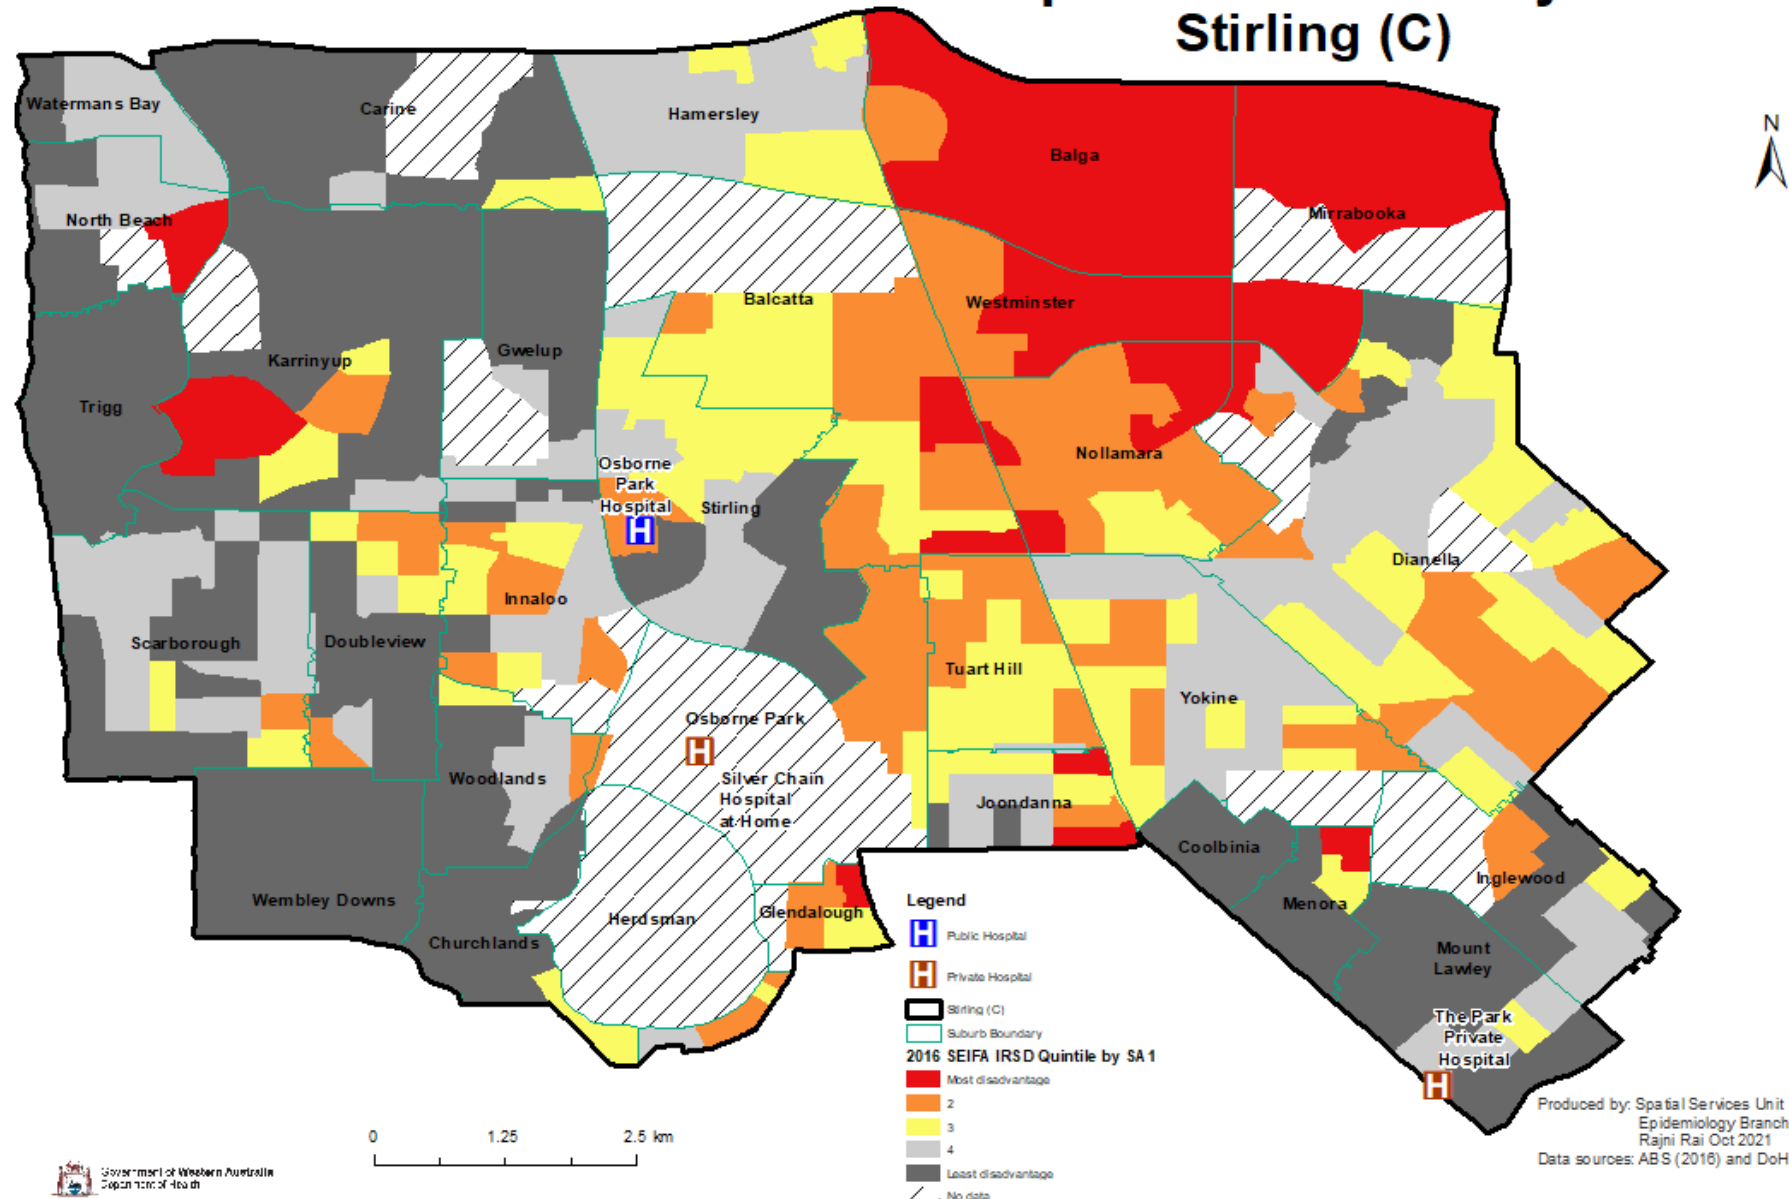 Stirling (C)
N
Watermans Bay
Carine
Hamersley
Balga
North Beach
Mirrabooka
Balcatta
Westminster
Gwelup
Karrinyup
Trigg
Nollamara
Osborne
Park
Hospital
H
Stirling
Dianella
Innaloo
Scarborough
Doubleview
Tuart Hill
Yokine
Osborne Park
H
Silver Chain
Hospital
at Home
Woodlands
Joondanna
Coolbinia
Inglewood
Menora
Wembley Downs
Herdsman
Glendalough
Churchlands
Mount
Lawley
The Park
Private
Hospital
H
Legend
H Public Hospital
H Private Hospital
Stirling (C)
Suburb Boundary
2016 SEIFA IRSD Quintile by SA1
Most disadvantage
2
3
4
Least disadvantage
No data
0 1.25 2.5 km
Government of Western Australia
Department of Health
Produced by: Spatial Services Unit
Epidemiology Branch
Rajni Rai Oct 2021
Data sources: ABS (2016) and DoH